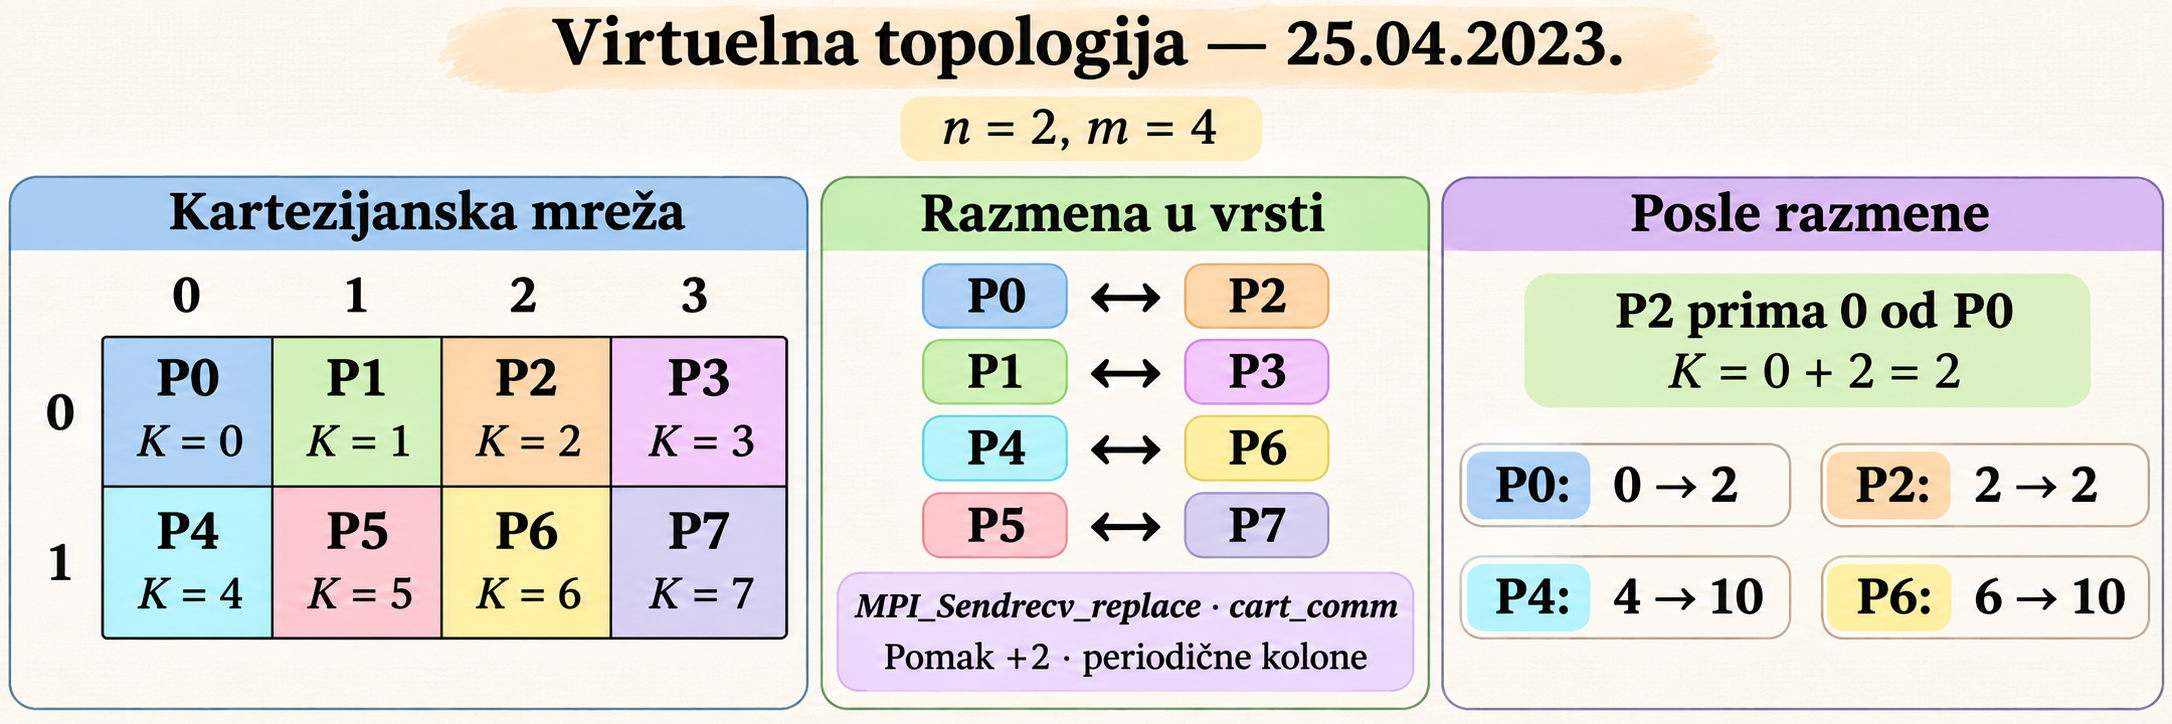 Virtuelna topologija — 25.04.2023.
n = 2, m = 4
Kartezijanska mreža
0 1 2 3
0
P0 P1 P2 P3
K = 0 K = 1 K = 2 K = 3
1
P4 P5 P6 P7
K = 4 K = 5 K = 6 K = 7
Razmena u vrsti
P0 ↔ P2
P1 ↔ P3
P4 ↔ P6
P5 ↔ P7
MPI_Sendrecv_replace · cart_comm
Pomak +2 · periodične kolone
Posle razmene
P2 prima 0 od P0
K = 0 + 2 = 2
P0: 0 → 2 P2: 2 → 2
P4: 4 → 10 P6: 6 → 10